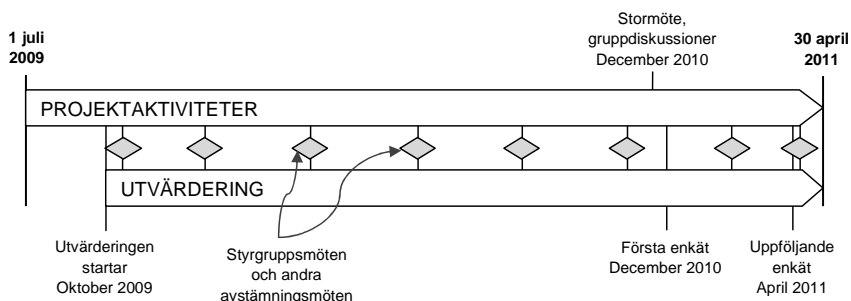 Stormöte,
gruppdiskussioner
December 2010
1 juli
2009
30 april
2011
PROJEKTAKTIVITETER
UTVÄRDERING
Utvärderingen
startar
Oktober 2009
Styrgruppsmöten
och andra
avstämningsmöten
Första enkät
December 2010
Uppföljande
enkät
April 2011